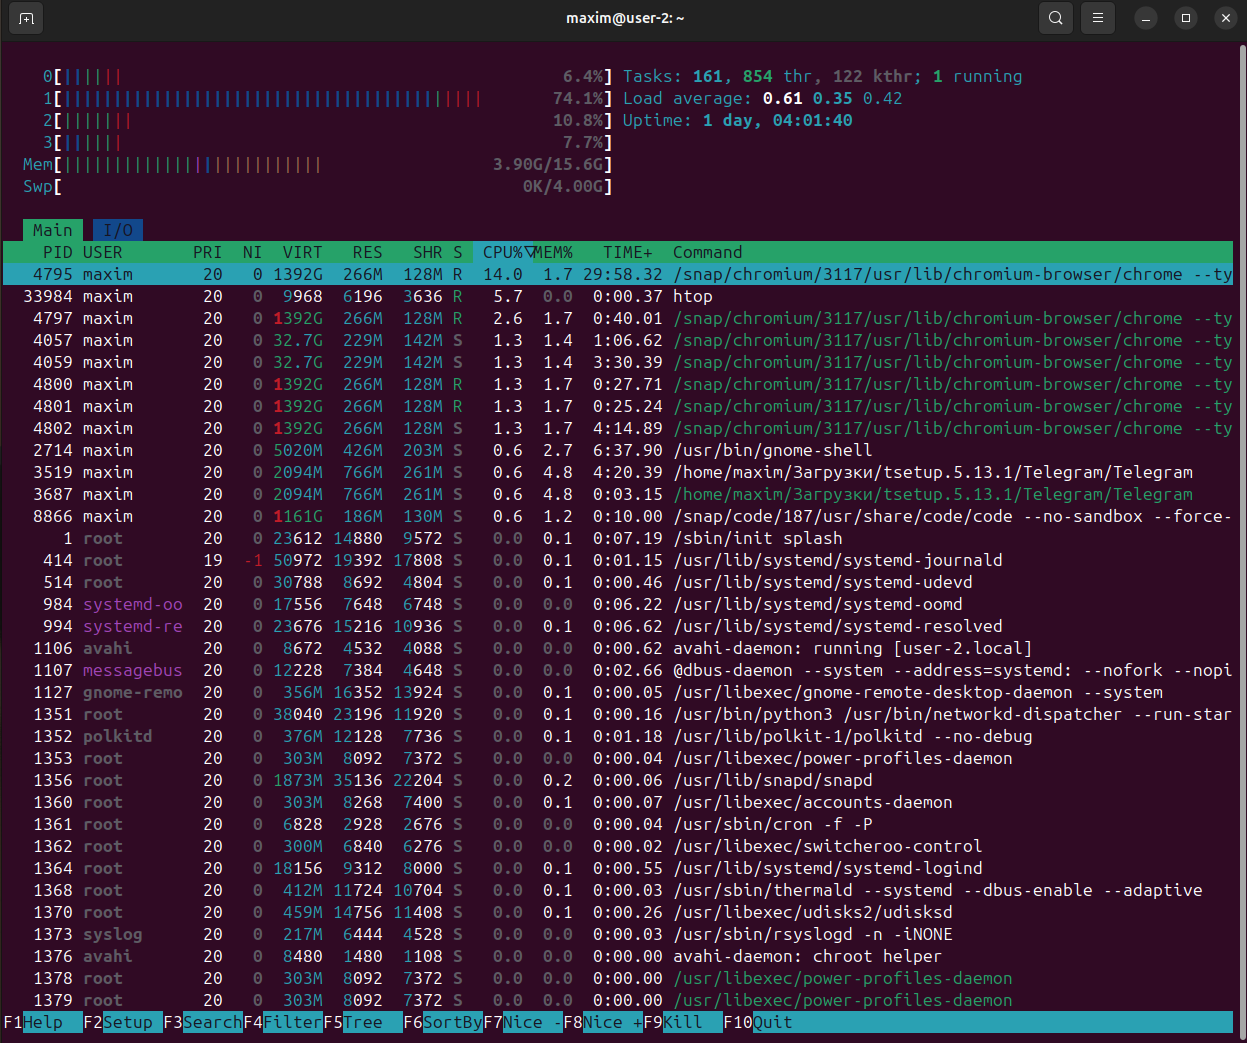 maxim@user-2: ~
0[|||||| 6.4%] Tasks: 161, 854 thr, 122 kthr; 1 running
1[|||||||||||||||||||||||||||||||||||||||||| 74.1%] Load average: 0.61 0.35 0.42
2[||||||| 10.8%] Uptime: 1 day, 04:01:40
3[|||||| 7.7%]
Mem[|||||||||||||||||||||||||| 3.90G/15.6G]
Swp[ 0K/4.00G]
Main I/O
PID USER PRI NI VIRT RES SHR S CPU%▽MEM% TIME+ Command
4795 maxim 20 0 1392G 266M 128M R 14.0 1.7 29:58.32 /snap/chromium/3117/usr/lib/chromium-browser/chrome --ty
33984 maxim 20 0 9968 6196 3636 R 5.7 0.0 0:00.37 htop
4797 maxim 20 0 1392G 266M 128M R 2.6 1.7 0:40.01 /snap/chromium/3117/usr/lib/chromium-browser/chrome --ty
4057 maxim 20 0 32.7G 229M 142M S 1.3 1.4 1:06.62 /snap/chromium/3117/usr/lib/chromium-browser/chrome --ty
4059 maxim 20 0 32.7G 229M 142M S 1.3 1.4 3:30.39 /snap/chromium/3117/usr/lib/chromium-browser/chrome --ty
4800 maxim 20 0 1392G 266M 128M R 1.3 1.7 0:27.71 /snap/chromium/3117/usr/lib/chromium-browser/chrome --ty
4801 maxim 20 0 1392G 266M 128M R 1.3 1.7 0:25.24 /snap/chromium/3117/usr/lib/chromium-browser/chrome --ty
4802 maxim 20 0 1392G 266M 128M S 1.3 1.7 4:14.89 /snap/chromium/3117/usr/lib/chromium-browser/chrome --ty
2714 maxim 20 0 5020M 426M 203M S 0.6 2.7 6:37.90 /usr/bin/gnome-shell
3519 maxim 20 0 2094M 766M 261M S 0.6 4.8 4:20.39 /home/maxim/Загрузки/tsetup.5.13.1/Telegram/Telegram
3687 maxim 20 0 2094M 766M 261M S 0.6 4.8 0:03.15 /home/maxim/Загрузки/tsetup.5.13.1/Telegram/Telegram
8866 maxim 20 0 1161G 186M 130M S 0.6 1.2 0:10.00 /snap/code/187/usr/share/code/code --no-sandbox --force-
1 root 20 0 23612 14880 9572 S 0.0 0.1 0:07.19 /sbin/init splash
414 root 19 -1 50972 19392 17808 S 0.0 0.1 0:01.15 /usr/lib/systemd/systemd-journald
514 root 20 0 30788 8692 4804 S 0.0 0.1 0:00.46 /usr/lib/systemd/systemd-udevd
984 systemd-oo 20 0 17556 7648 6748 S 0.0 0.0 0:06.22 /usr/lib/systemd/systemd-oomd
994 systemd-re 20 0 23676 15216 10936 S 0.0 0.1 0:06.62 /usr/lib/systemd/systemd-resolved
1106 avahi 20 0 8672 4532 4088 S 0.0 0.0 0:00.62 avahi-daemon: running [user-2.local]
1107 messagebus 20 0 12228 7384 4648 S 0.0 0.0 0:02.66 @dbus-daemon --system --address=systemd: --nofork --nopi
1127 gnome-remo 20 0 356M 16352 13924 S 0.0 0.1 0:00.05 /usr/libexec/gnome-remote-desktop-daemon --system
1351 root 20 0 38040 23196 11920 S 0.0 0.1 0:00.16 /usr/bin/python3 /usr/bin/networkd-dispatcher --run-star
1352 polkitd 20 0 376M 12128 7736 S 0.0 0.1 0:01.18 /usr/lib/polkit-1/polkitd --no-debug
1353 root 20 0 303M 8092 7372 S 0.0 0.0 0:00.04 /usr/libexec/power-profiles-daemon
1356 root 20 0 1873M 35136 22204 S 0.0 0.2 0:00.06 /usr/lib/snapd/snapd
1360 root 20 0 303M 8268 7400 S 0.0 0.1 0:00.07 /usr/libexec/accounts-daemon
1361 root 20 0 6828 2928 2676 S 0.0 0.0 0:00.04 /usr/sbin/cron -f -P
1362 root 20 0 300M 6840 6276 S 0.0 0.0 0:00.02 /usr/libexec/switcheroo-control
1364 root 20 0 18156 9312 8000 S 0.0 0.1 0:00.55 /usr/lib/systemd/systemd-logind
1368 root 20 0 412M 11724 10704 S 0.0 0.1 0:00.03 /usr/sbin/thermald --systemd --dbus-enable --adaptive
1370 root 20 0 459M 14756 11408 S 0.0 0.1 0:00.26 /usr/libexec/udisks2/udisksd
1373 syslog 20 0 217M 6444 4528 S 0.0 0.0 0:00.03 /usr/sbin/rsyslogd -n -iNONE
1376 avahi 20 0 8480 1480 1108 S 0.0 0.0 0:00.00 avahi-daemon: chroot helper
1378 root 20 0 303M 8092 7372 S 0.0 0.0 0:00.00 /usr/libexec/power-profiles-daemon
1379 root 20 0 303M 8092 7372 S 0.0 0.0 0:00.00 /usr/libexec/power-profiles-daemon
F1Help F2Setup F3SearchF4FilterF5Tree F6SortByF7Nice -F8Nice +F9Kill F10Quit